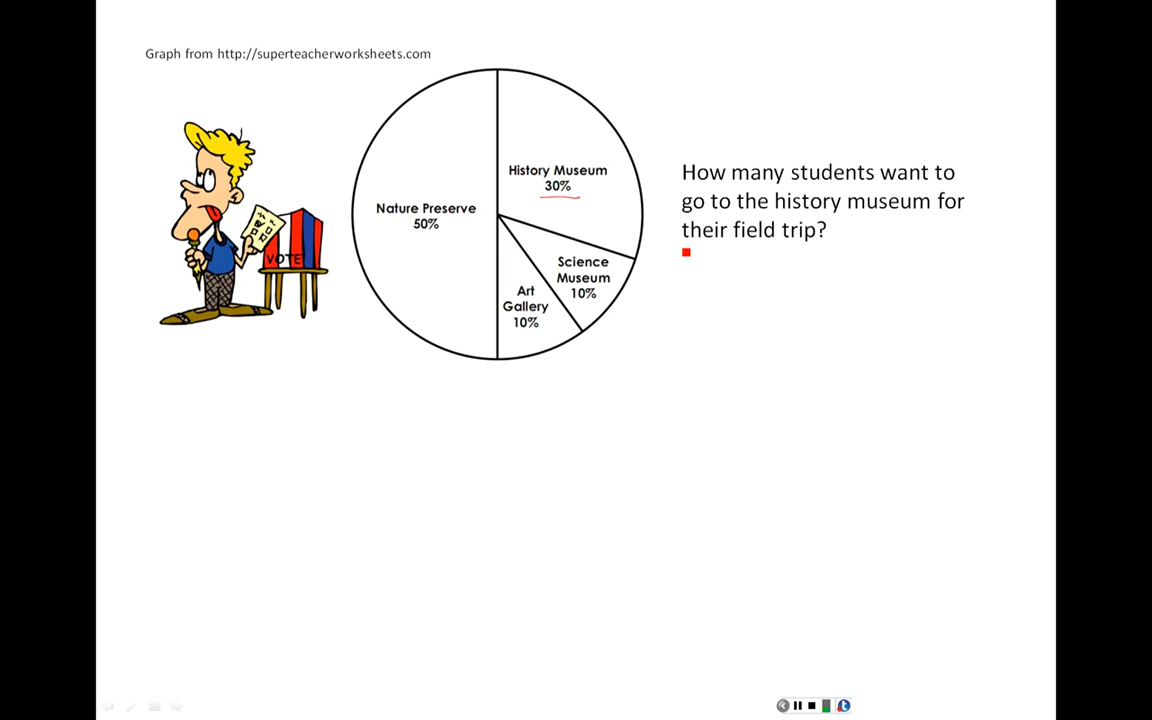 Graph from http://superteacherworksheets.com
History Museum
30%
Nature Preserve
50%
Science
Museum
10%
Art
Gallery
10%
VOTE
How many students want to
go to the history museum for
their field trip?